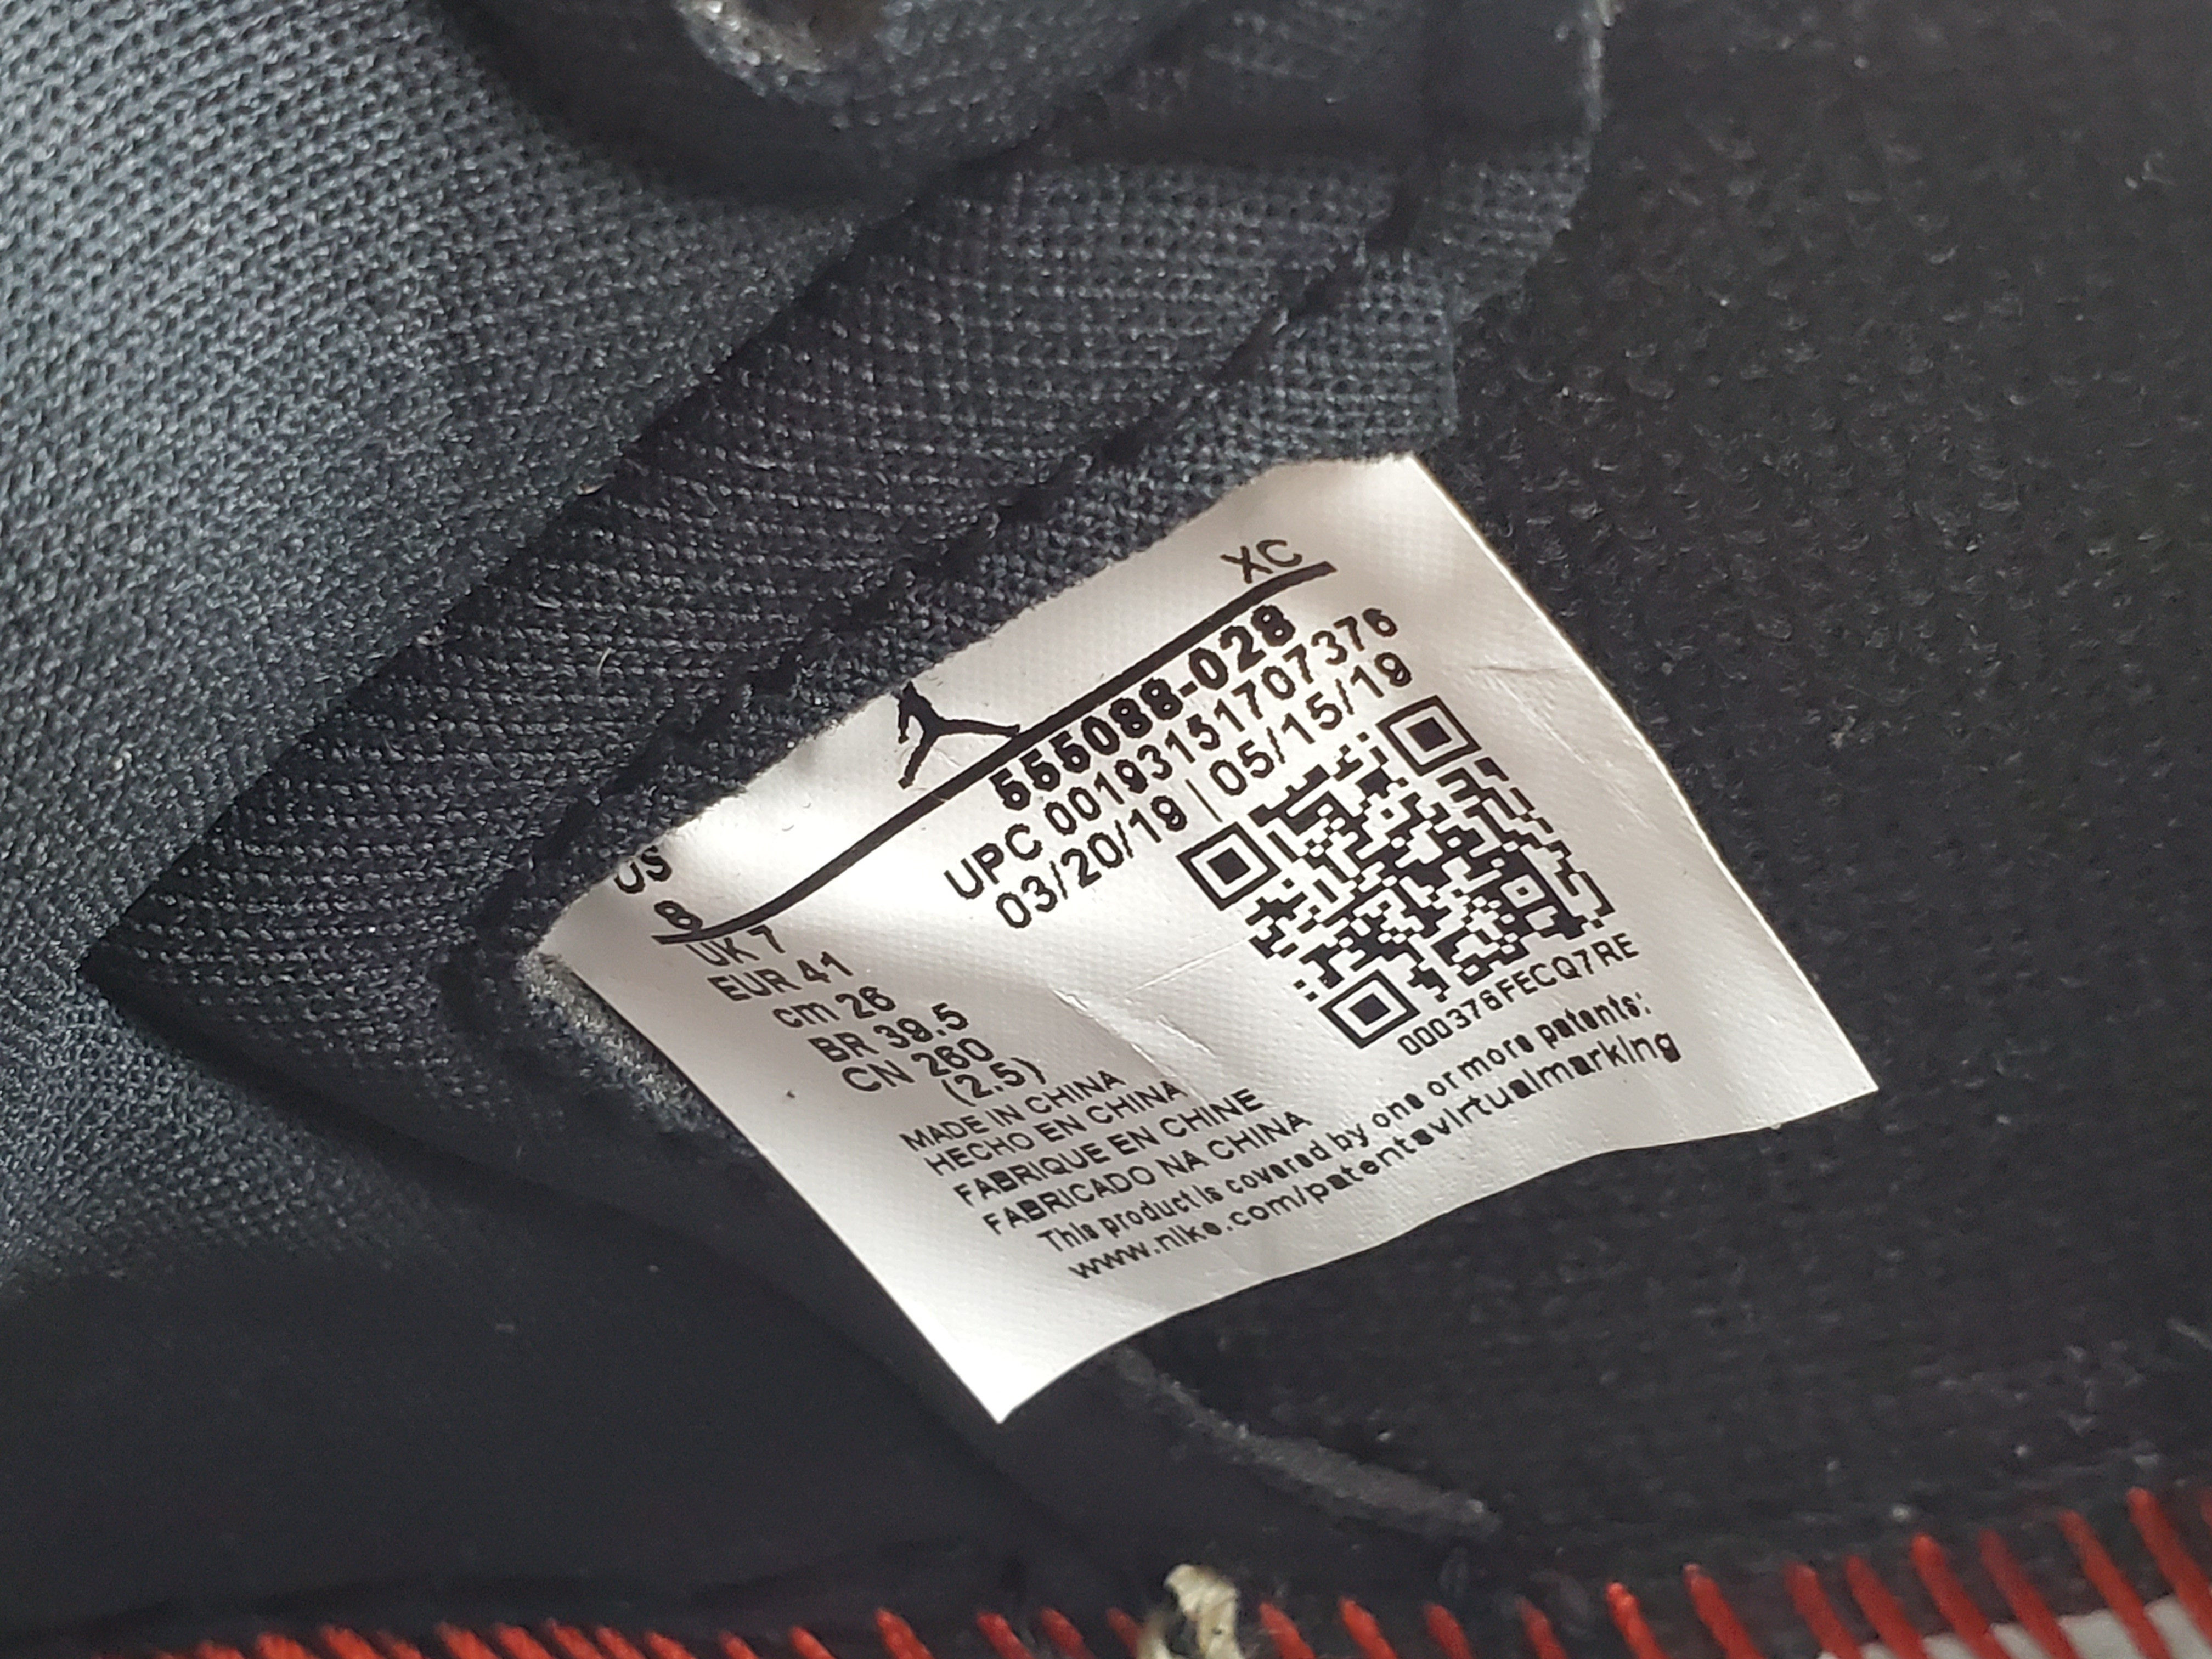 XC
US
8
555088-028
UPC 00193151707376
03/20/19 | 05/15/19
UK 7
EUR 41
cm 26
BR 39.5
CN 260
(2.5)
000376FECQ7RE
MADE IN CHINA
HECHO EN CHINA
FABRIQUE EN CHINE
FABRICADO NA CHINA
This product is covered by one or more patents:
www.nike.com/patentsvirtualmarking